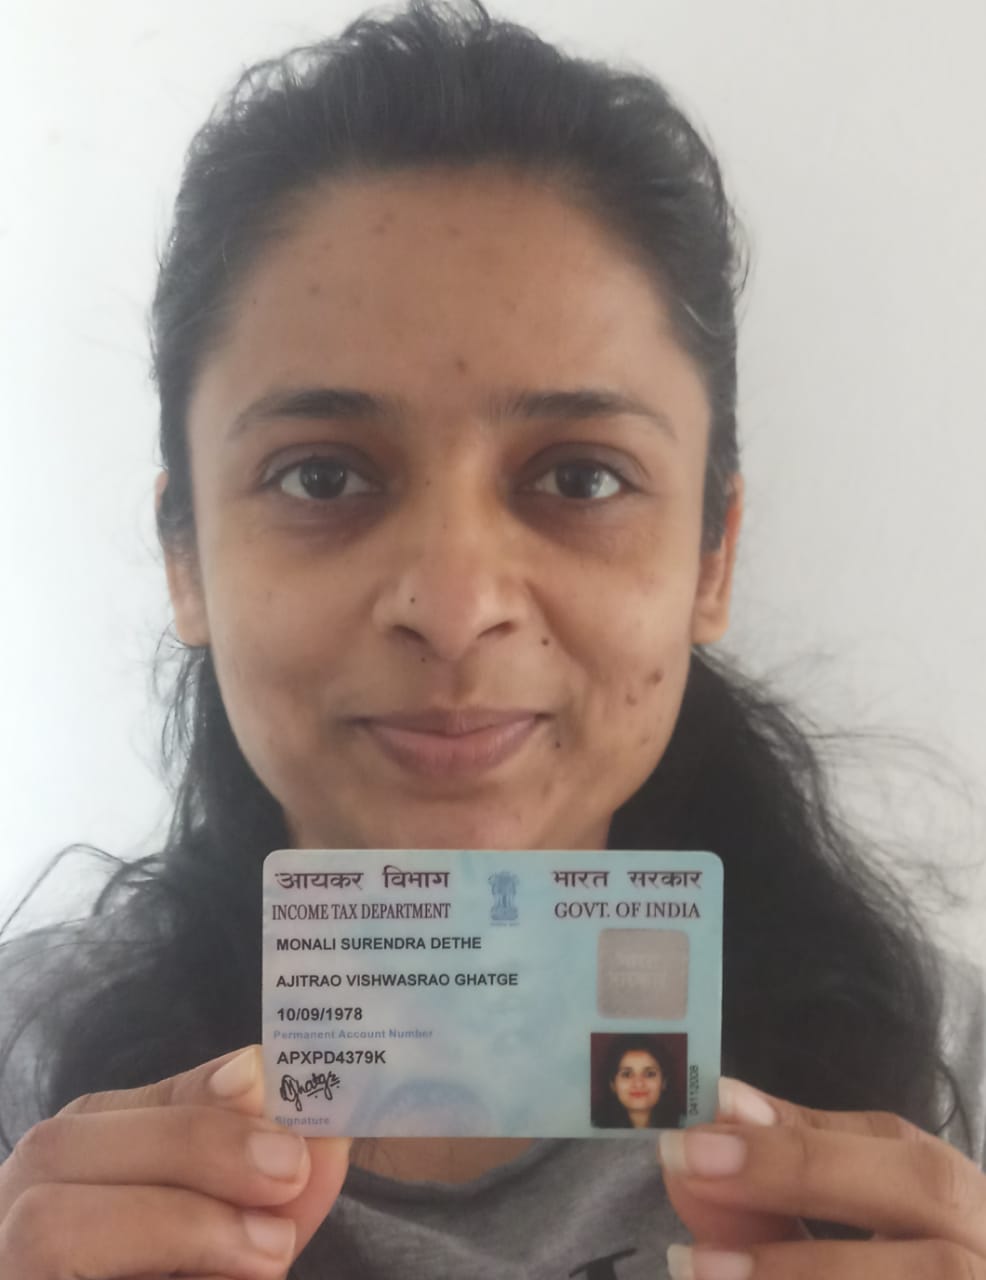 आयकर विभाग
INCOME TAX DEPARTMENT
भारत सरकार
GOVT. OF INDIA
MONALI SURENDRA DETHE
AJITRAO VISHWASRAO GHATGE
10/09/1978
Permanent Account Number
APXPD4379K
Signature